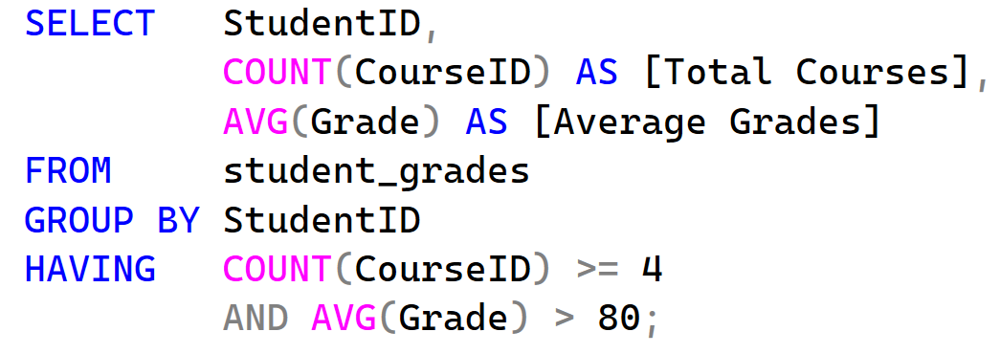 SELECT   StudentID,
         COUNT(CourseID) AS [Total Courses],
         AVG(Grade) AS [Average Grades]
FROM     student_grades
GROUP BY StudentID
HAVING   COUNT(CourseID) >= 4
         AND AVG(Grade) > 80;